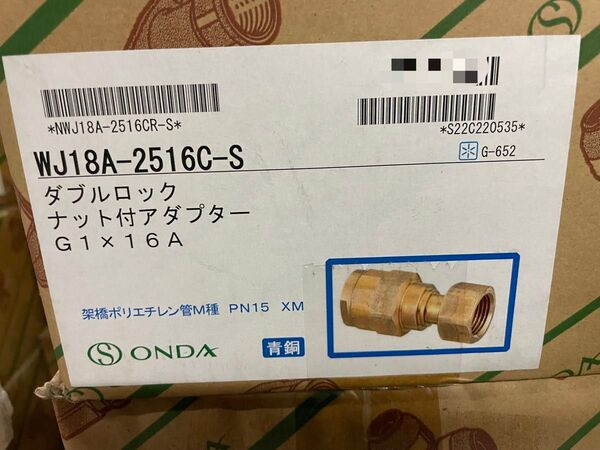 *NWJ18A-2516CR-S*
*S22C220535*
WJ18A-2516C-S
G-652
ダブルロック
ナット付アダプター
G1×16A
架橋ポリエチレン管M種 PN15 XM
ONDA
青銅